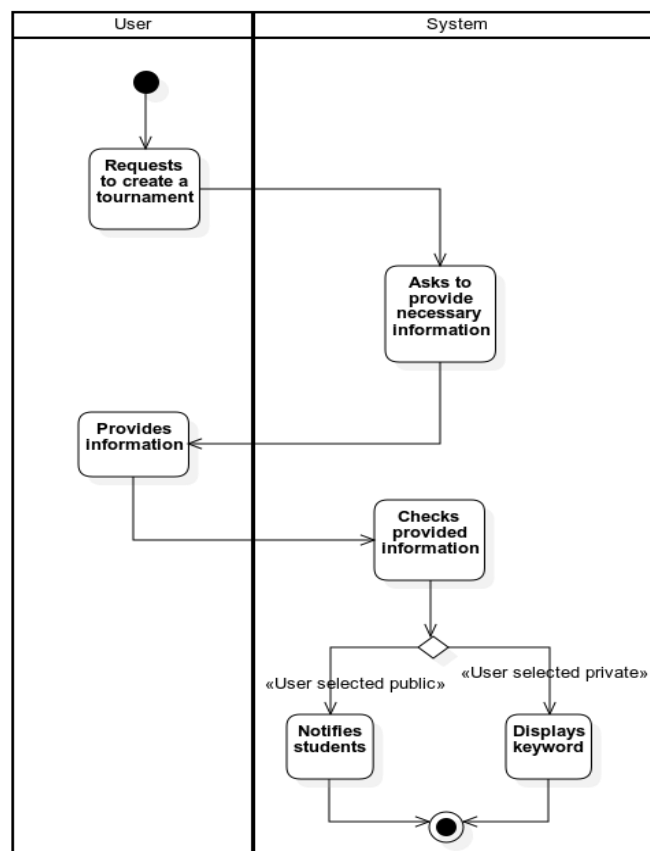 User
System
Requests
to create a
tournament
Asks to
provide
necessary
information
Provides
information
Checks
provided
information
«User selected public»
«User selected private»
Notifies
students
Displays
keyword